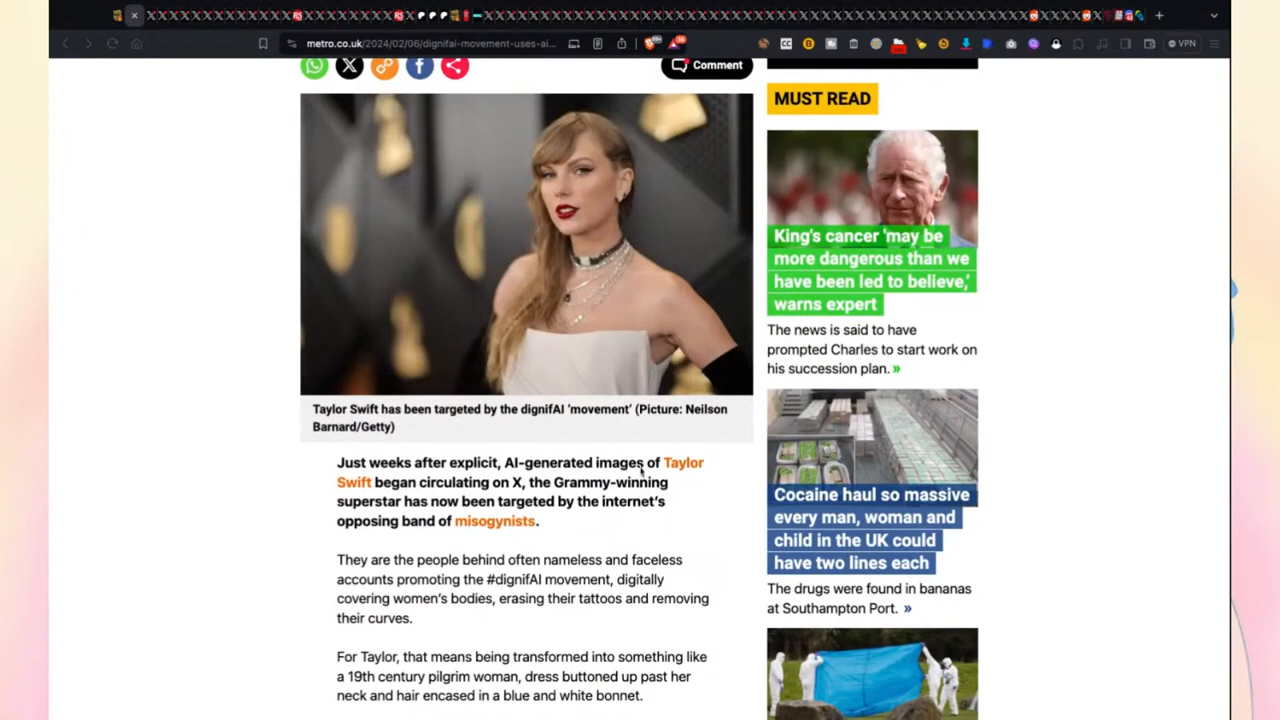 metro.co.uk/2024/02/06/dignifai-movement-uses-ai...
VPN
Comment
Taylor Swift has been targeted by the dignifAI ‘movement’ (Picture: Neilson
Barnard/Getty)
Just weeks after explicit, AI-generated images of Taylor
Swift began circulating on X, the Grammy-winning
superstar has now been targeted by the internet’s
opposing band of misogynists.
They are the people behind often nameless and faceless
accounts promoting the #dignifAI movement, digitally
covering women’s bodies, erasing their tattoos and removing
their curves.
For Taylor, that means being transformed into something like
a 19th century pilgrim woman, dress buttoned up past her
neck and hair encased in a blue and white bonnet.
MUST READ
King's cancer 'may be
more dangerous than we
have been led to believe,'
warns expert
The news is said to have
prompted Charles to start work on
his succession plan. »
Cocaine haul so massive
every man, woman and
child in the UK could
have two lines each
The drugs were found in bananas
at Southampton Port. »